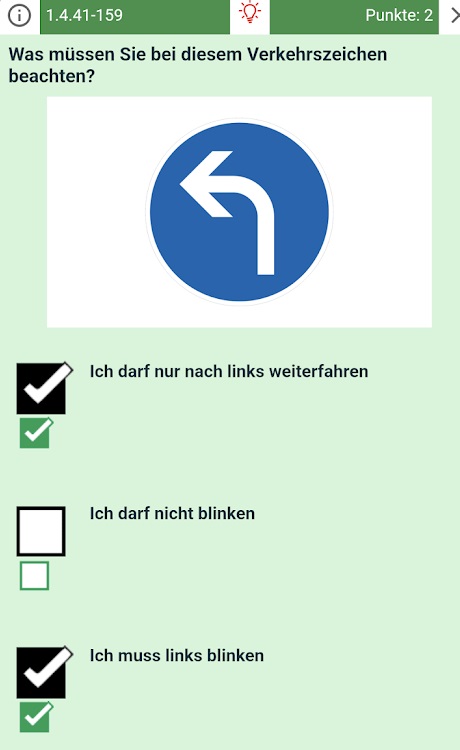 1.4.41-159
Punkte: 2
Was müssen Sie bei diesem Verkehrszeichen
beachten?
Ich darf nur nach links weiterfahren
Ich darf nicht blinken
Ich muss links blinken